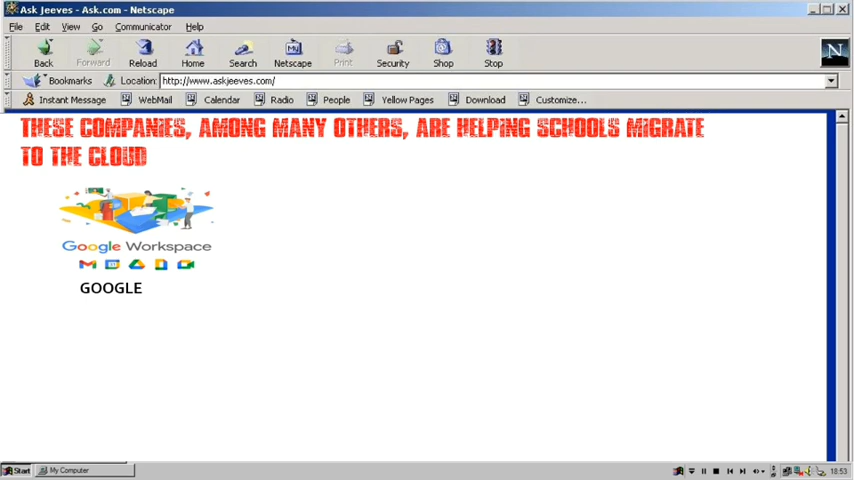 Ask Jeeves - Ask.com - Netscape
File Edit View Go Communicator Help
Back Forward Reload Home Search Netscape Print Security Shop Stop
Bookmarks Location: http://www.askjeeves.com/
Instant Message WebMail Calendar Radio People Yellow Pages Download Customize...
THESE COMPANIES, AMONG MANY OTHERS, ARE HELPING SCHOOLS MIGRATE
TO THE CLOUD
Google Workspace
GOOGLE
Start My Computer 18:53